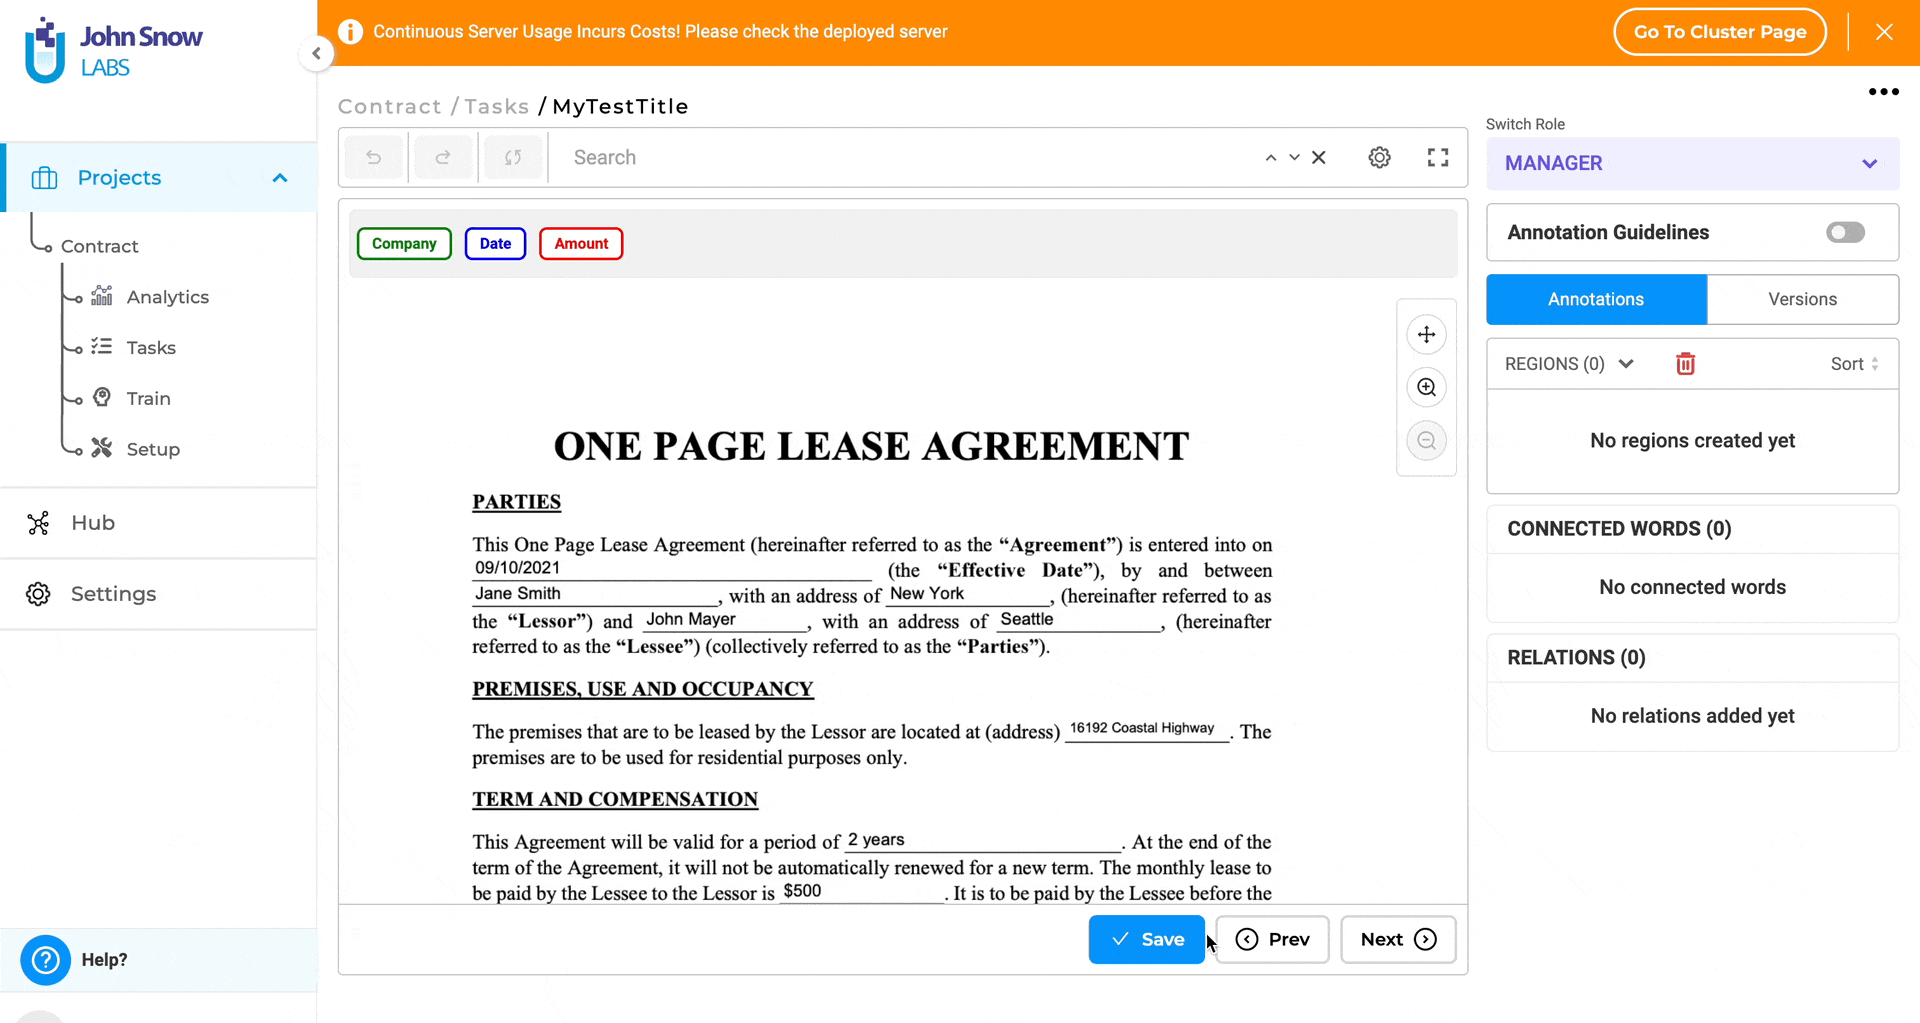 John Snow
LABS
Continuous Server Usage Incurs Costs! Please check the deployed server
Go To Cluster Page
Projects
Contract
Analytics
Tasks
Train
Setup
Hub
Settings
Help?
Contract / Tasks / MyTestTitle
Search
Company
Date
Amount
ONE PAGE LEASE AGREEMENT
PARTIES
This One Page Lease Agreement (hereinafter referred to as the “Agreement”) is entered into on
09/10/2021 (the “Effective Date”), by and between
Jane Smith, with an address of New York, (hereinafter referred to as
the “Lessor”) and John Mayer, with an address of Seattle, (hereinafter
referred to as the “Lessee”) (collectively referred to as the “Parties”).
PREMISES, USE AND OCCUPANCY
The premises that are to be leased by the Lessor are located at (address) 16192 Coastal Highway. The
premises are to be used for residential purposes only.
TERM AND COMPENSATION
This Agreement will be valid for a period of 2 years. At the end of the
term of the Agreement, it will not be automatically renewed for a new term. The monthly lease to
be paid by the Lessee to the Lessor is $500. It is to be paid by the Lessee before the
Save
Prev
Next
Switch Role
MANAGER
Annotation Guidelines
Annotations
Versions
REGIONS (0)
Sort
No regions created yet
CONNECTED WORDS (0)
No connected words
RELATIONS (0)
No relations added yet